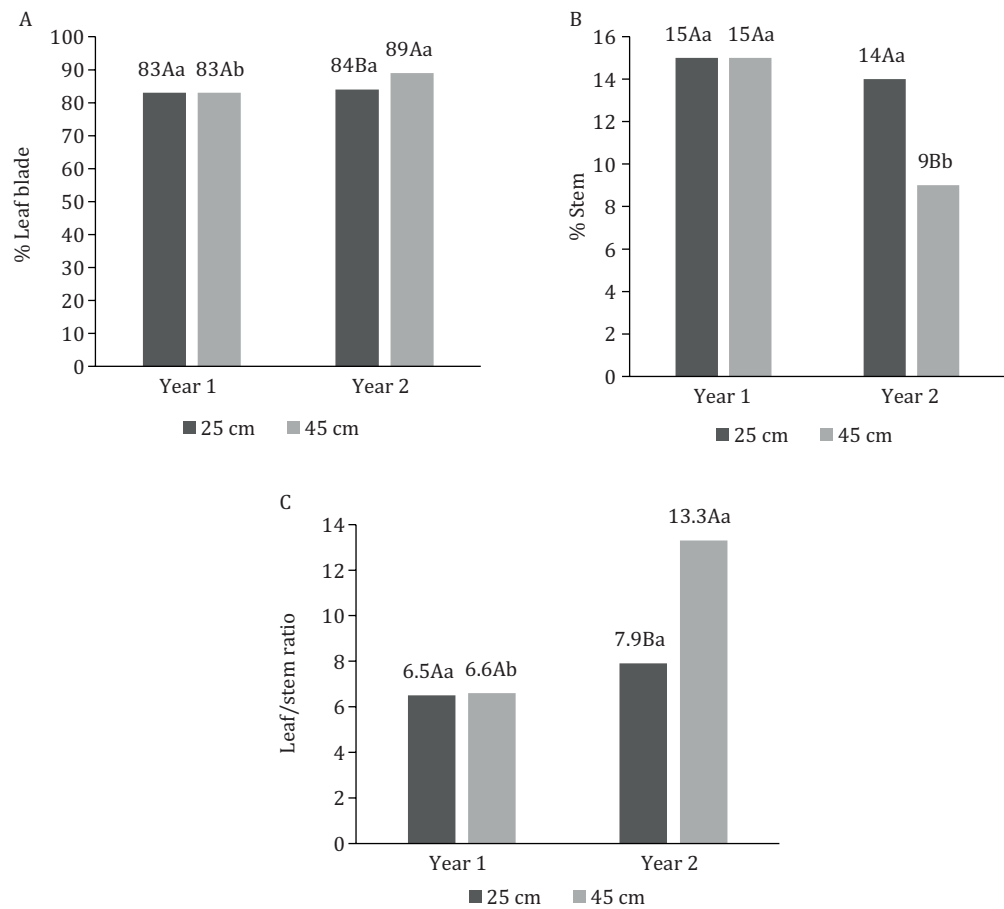 A
100
90
80
70
60
50
40
30
20
10
0
% Leaf blade
83Aa 83Ab
84Ba 89Aa
Year 1 Year 2
25 cm 45 cm
B
16
14
12
10
8
6
4
2
0
% Stem
15Aa 15Aa
14Aa 9Bb
Year 1 Year 2
25 cm 45 cm
C
14
12
10
8
6
4
2
0
Leaf/stem ratio
6.5Aa 6.6Ab
7.9Ba 13.3Aa
Year 1 Year 2
25 cm 45 cm